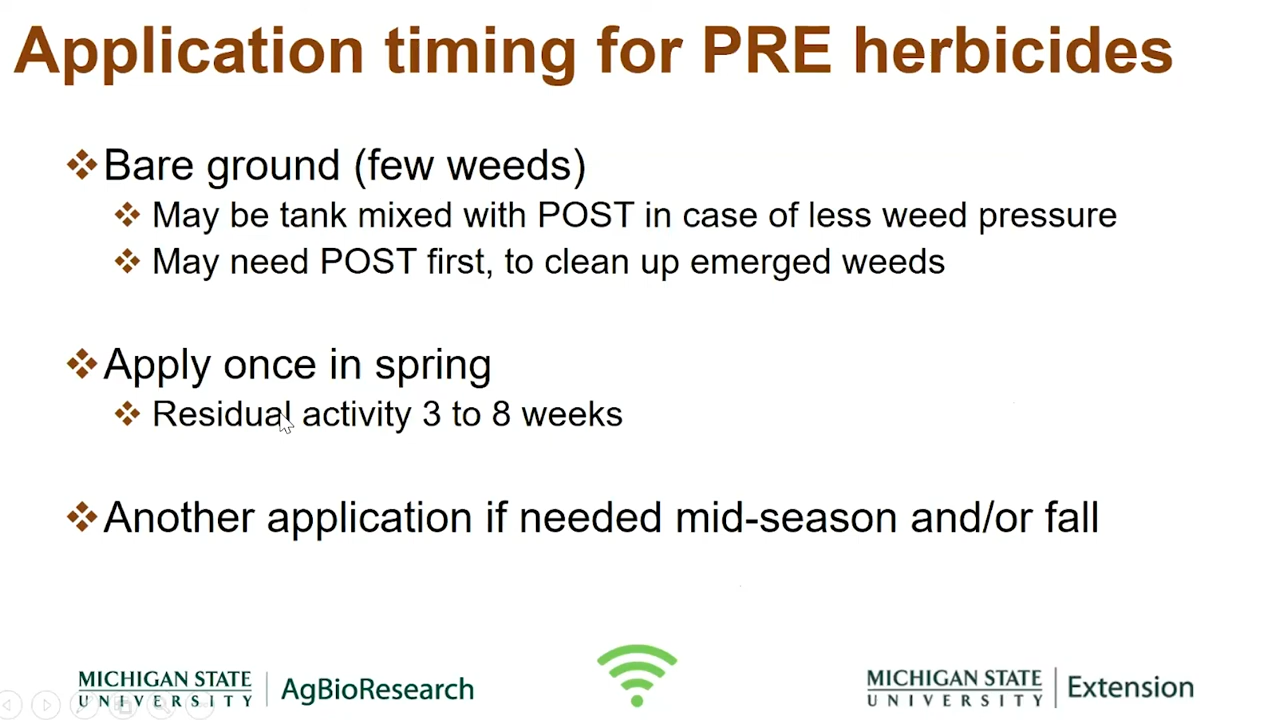 Application timing for PRE herbicides
Bare ground (few weeds)
May be tank mixed with POST in case of less weed pressure
May need POST first, to clean up emerged weeds
Apply once in spring
Residual activity 3 to 8 weeks
Another application if needed mid-season and/or fall
MICHIGAN STATE
UNIVERSITY
AgBioResearch
MICHIGAN STATE
UNIVERSITY
Extension